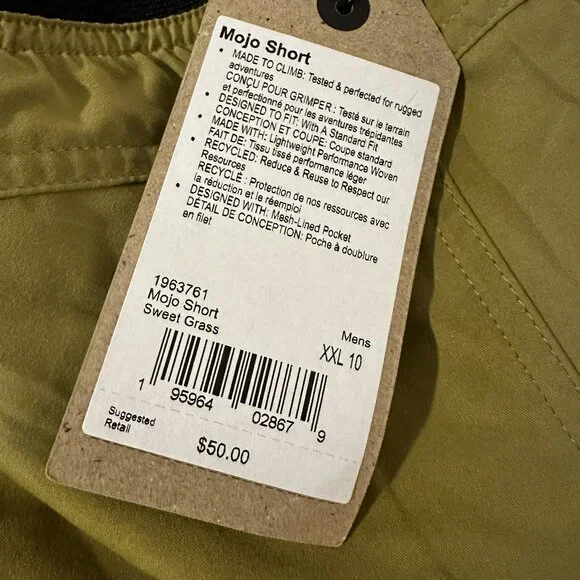 Mojo Short
• MADE TO CLIMB: Tested & perfected for rugged
adventures
CONÇU POUR GRIMPER : Testé sur le terrain
et perfectionné pour les aventures trépidantes
• DESIGNED TO FIT: With A Standard Fit
CONCEPTION ET COUPE: Coupe standard
• MADE WITH: Lightweight Performance Woven
FAIT DE: Tissu tissé performance léger
• RECYCLED: Reduce & Reuse to Respect our
Resources
RECYCLÉ : Protection de nos ressources avec
la réduction et le réemploi
• DESIGNED WITH: Mesh-Lined Pocket
DÉTAIL DE CONCEPTION: Poche à doublure
en filet
1963761
Mojo Short
Sweet Grass
Mens
XXL 10
1 95964 02867 9
Suggested
Retail
$50.00